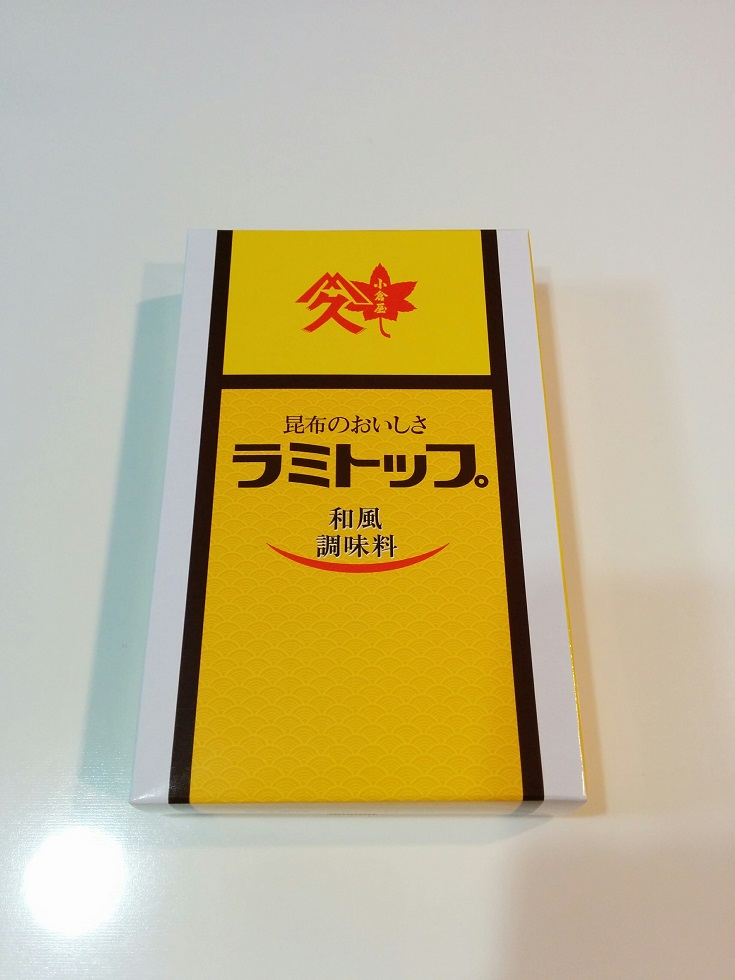 久
小倉屋
昆布のおいしさ
ラミトップ。
和風
調味料